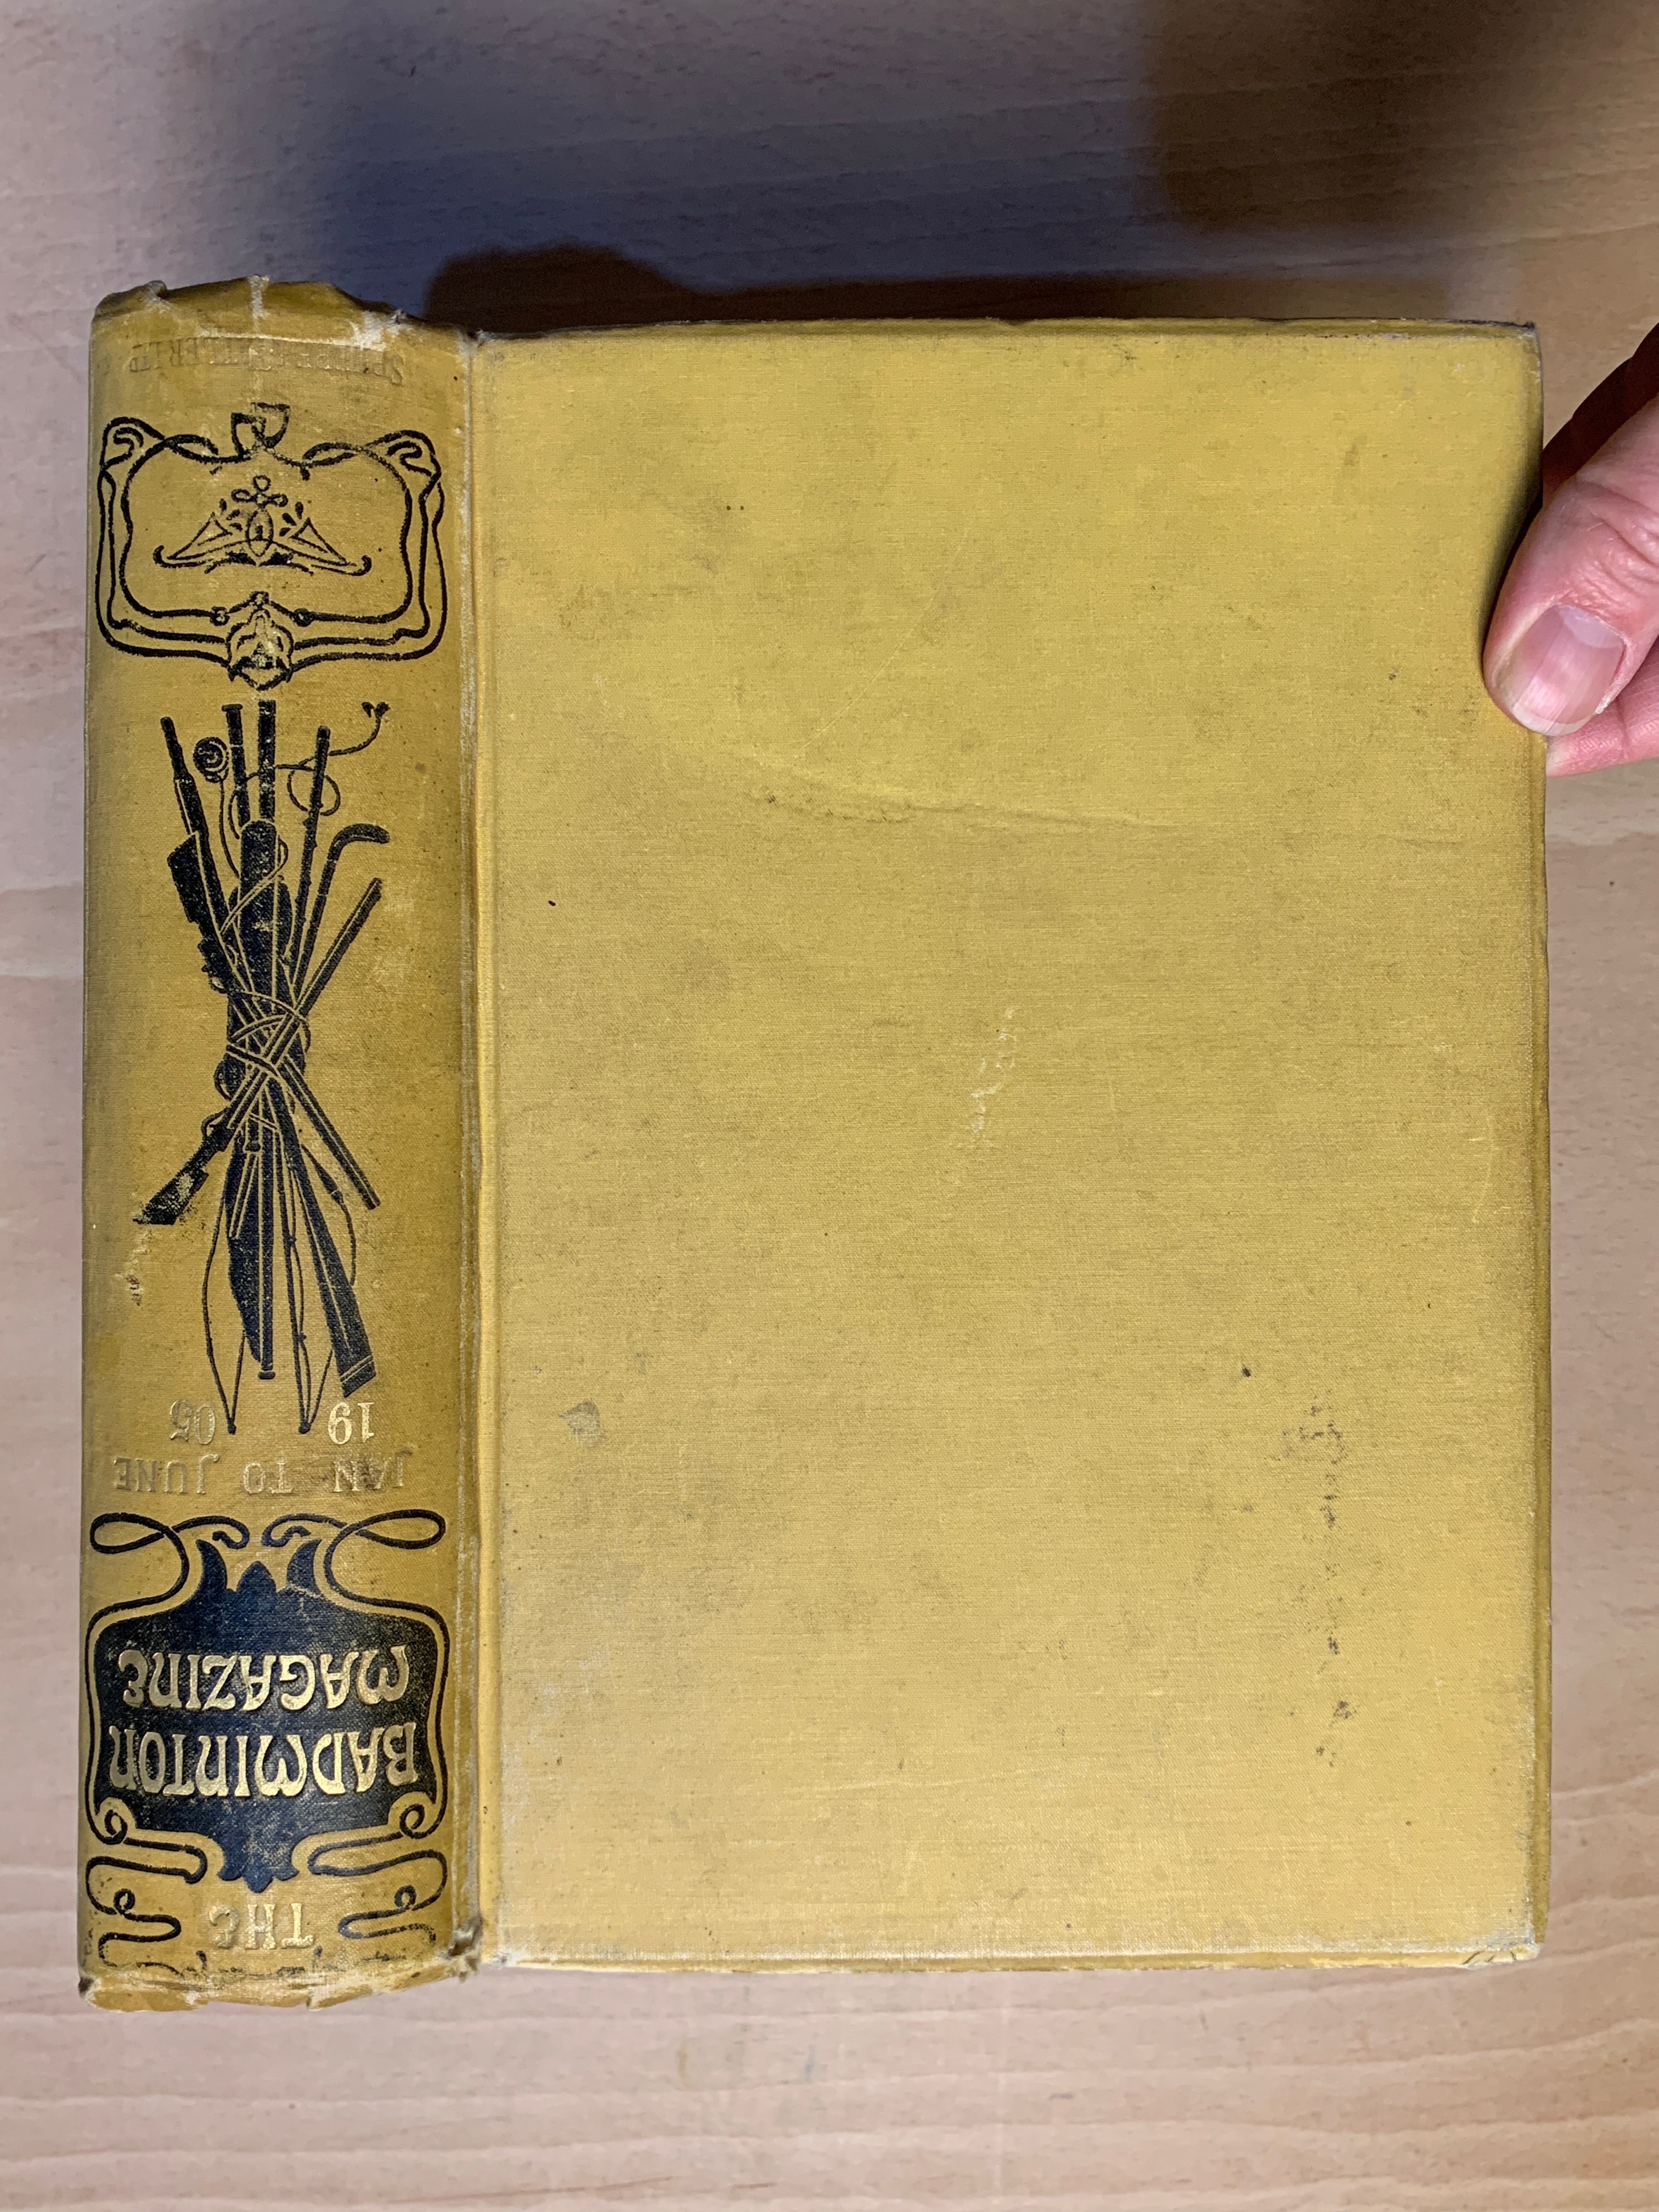 THE
BADMINTON
MAGAZINE
JAN TO JUNE
19 05